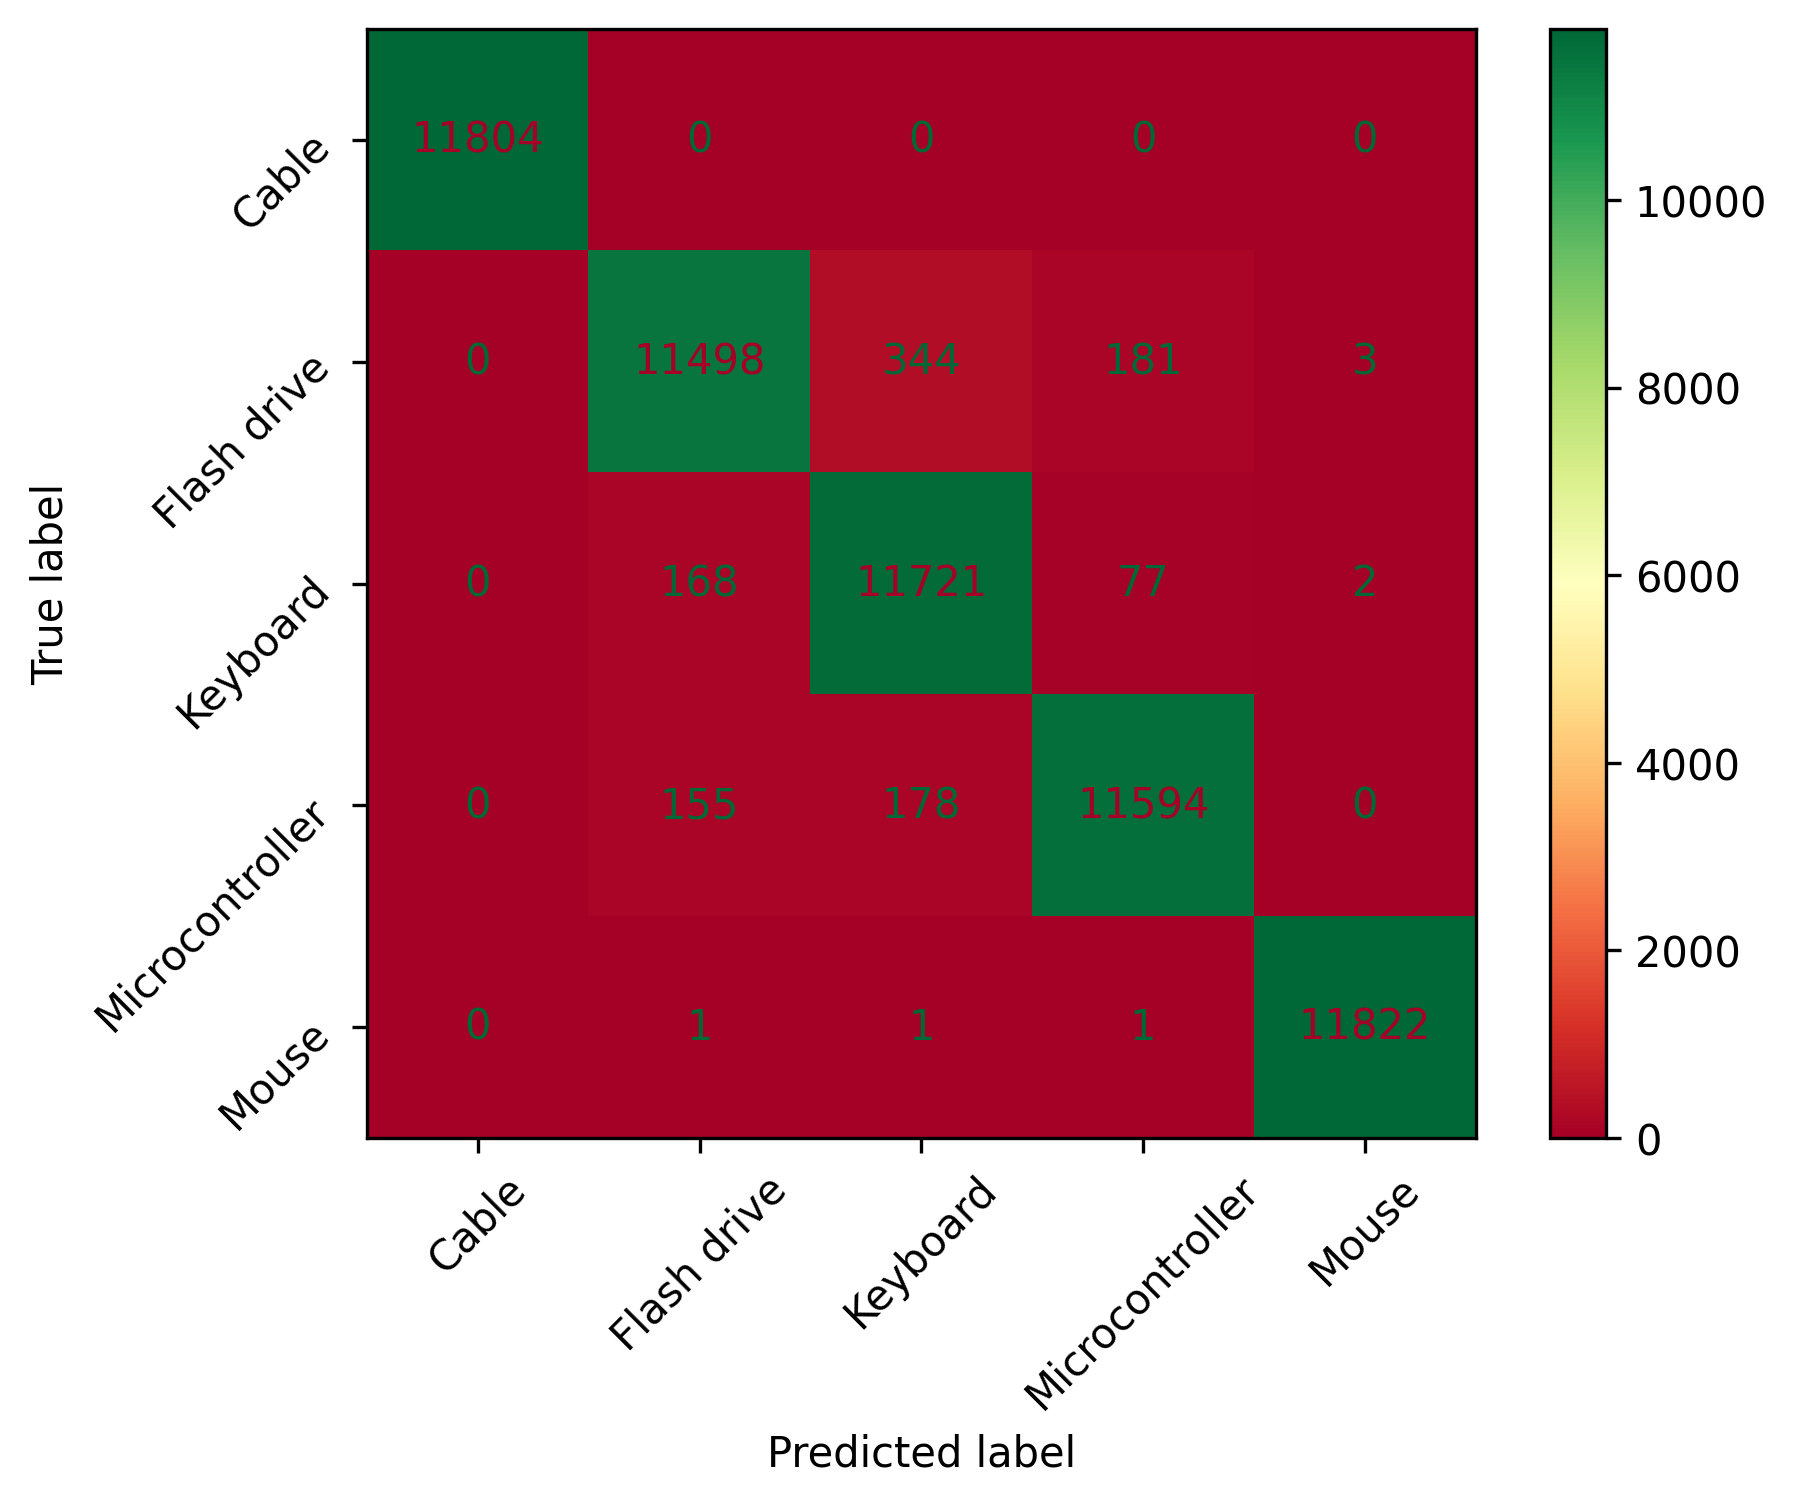 Cable 11804 0 0 0 0
Flash drive 0 11498 344 181 3
Keyboard 0 168 11721 77 2
Microcontroller 0 155 178 11594 0
Mouse 0 1 1 1 11822
True label
Cable Flash drive Keyboard Microcontroller Mouse
Predicted label
10000
8000
6000
4000
2000
0